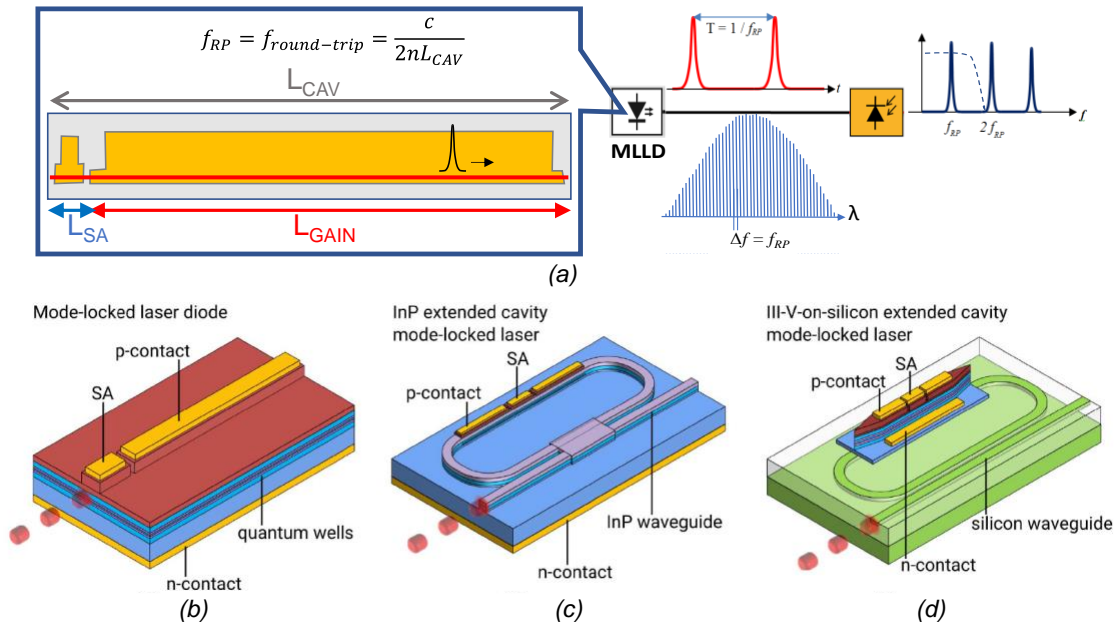 f_RP = f_round−trip = c / 2nL_CAV
L_CAV
L_SA
L_GAIN
T = 1 / f_RP
t
MLLD
λ
Δf = f_RP
f_RP
2 f_RP
f
(a)
Mode-locked laser diode
p-contact
SA
quantum wells
n-contact
(b)
InP extended cavity
mode-locked laser
SA
p-contact
InP waveguide
n-contact
(c)
III-V-on-silicon extended cavity
mode-locked laser
SA
p-contact
silicon waveguide
n-contact
(d)